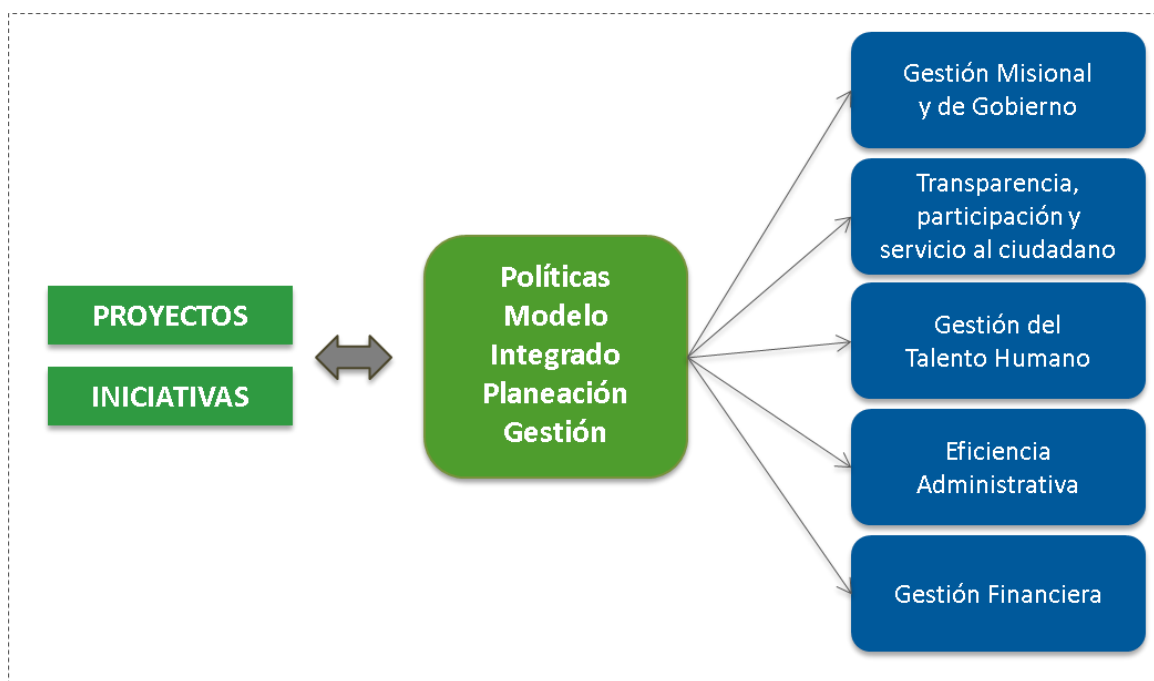 PROYECTOS
INICIATIVAS
Políticas
Modelo
Integrado
Planeación
Gestión
Gestión Misional
y de Gobierno
Transparencia,
participación y
servicio al ciudadano
Gestión del
Talento Humano
Eficiencia
Administrativa
Gestión Financiera